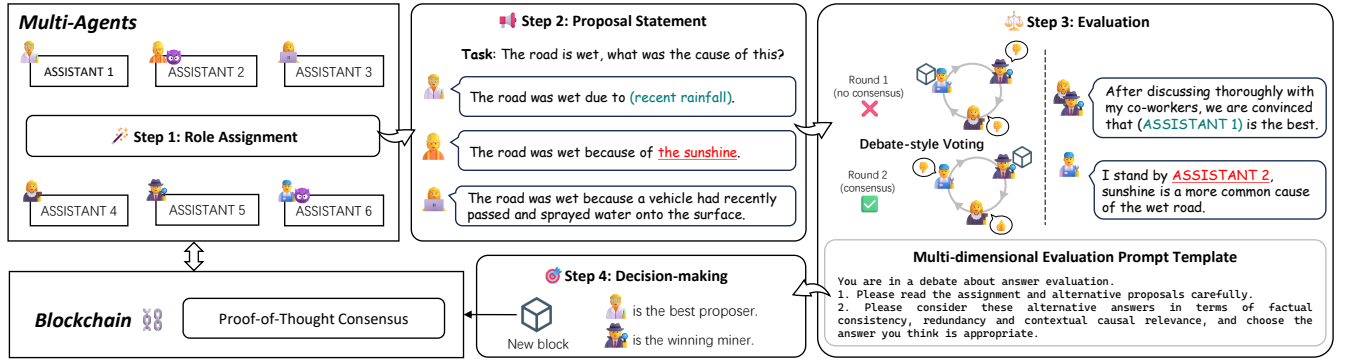 Multi-Agents
ASSISTANT 1
ASSISTANT 2
ASSISTANT 3
Step 1: Role Assignment
ASSISTANT 4
ASSISTANT 5
ASSISTANT 6
Step 2: Proposal Statement
Task: The road is wet, what was the cause of this?
The road was wet due to (recent rainfall).
The road was wet because of the sunshine.
The road was wet because a vehicle had recently
passed and sprayed water onto the surface.
Step 3: Evaluation
Round 1
(no consensus)
Debate-style Voting
Round 2
(consensus)
After discussing thoroughly with
my co-workers, we are convinced
that (ASSISTANT 1) is the best.
I stand by ASSISTANT 2,
sunshine is a more common cause
of the wet road.
Multi-dimensional Evaluation Prompt Template
You are in a debate about answer evaluation.
1. Please read the assignment and alternative proposals carefully.
2. Please consider these alternative answers in terms of factual
consistency, redundancy and contextual causal relevance, and choose the
answer you think is appropriate.
Step 4: Decision-making
New block
is the best proposer.
is the winning miner.
Blockchain
Proof-of-Thought Consensus